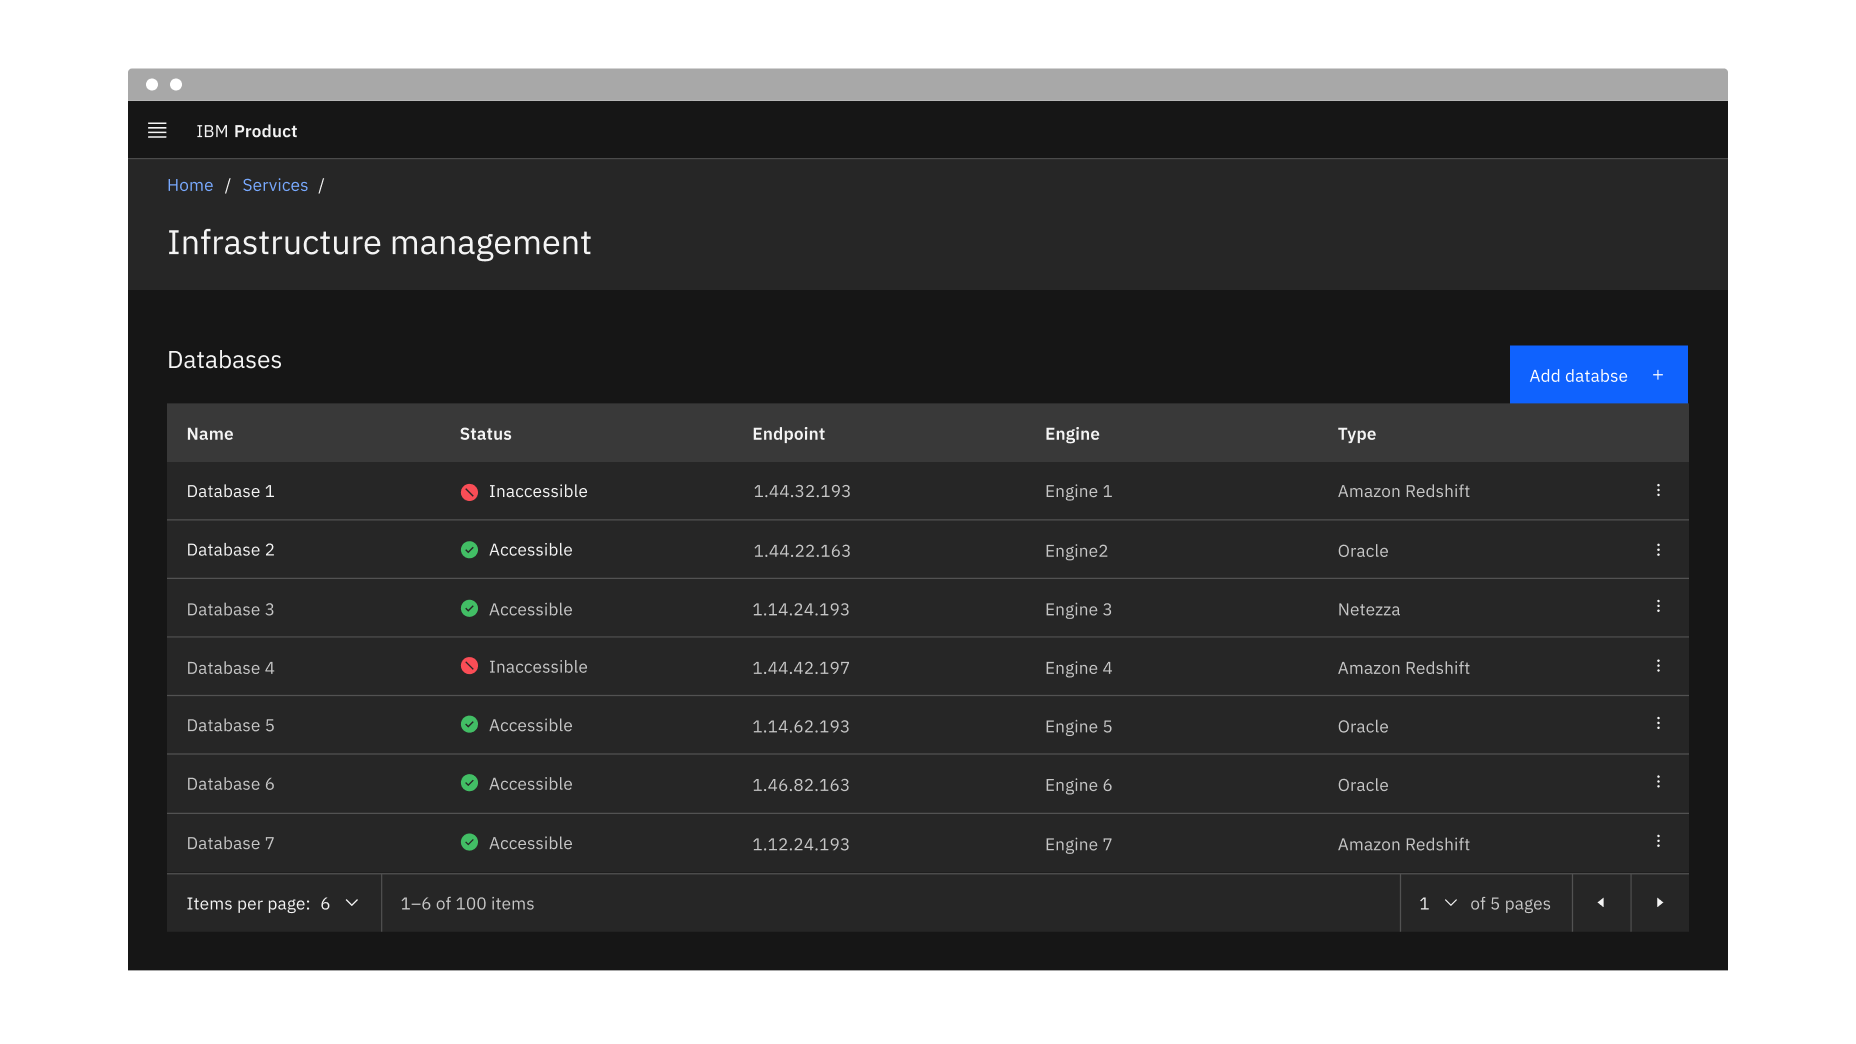 IBM Product
Home / Services /
Infrastructure management
Databases
Add databse +
Name Status Endpoint Engine Type
Database 1 Inaccessible 1.44.32.193 Engine 1 Amazon Redshift
Database 2 Accessible 1.44.22.163 Engine2 Oracle
Database 3 Accessible 1.14.24.193 Engine 3 Netezza
Database 4 Inaccessible 1.44.42.197 Engine 4 Amazon Redshift
Database 5 Accessible 1.14.62.193 Engine 5 Oracle
Database 6 Accessible 1.46.82.163 Engine 6 Oracle
Database 7 Accessible 1.12.24.193 Engine 7 Amazon Redshift
Items per page: 6 1–6 of 100 items 1 of 5 pages